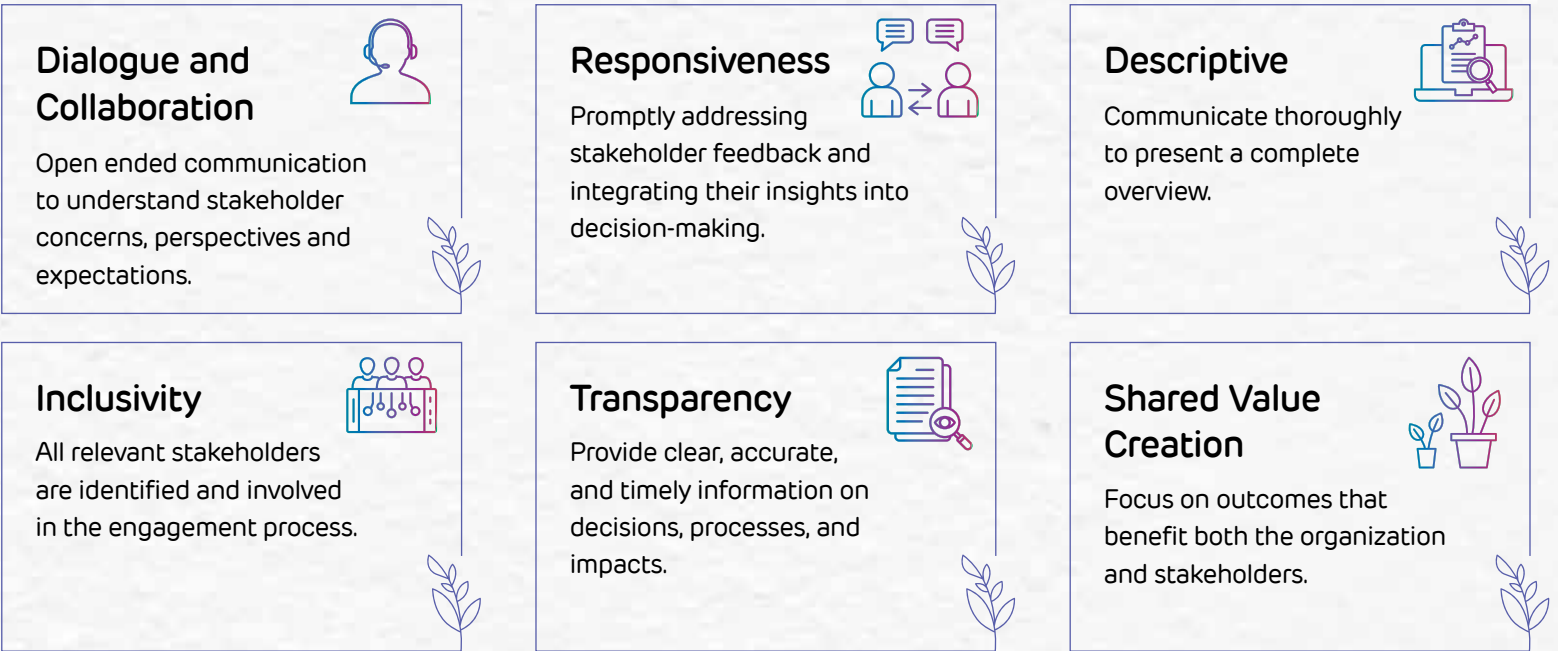 Dialogue and
Collaboration
Open ended communication
to understand stakeholder
concerns, perspectives and
expectations.
Responsiveness
Promptly addressing
stakeholder feedback and
integrating their insights into
decision-making.
Descriptive
Communicate thoroughly
to present a complete
overview.
Inclusivity
All relevant stakeholders
are identified and involved
in the engagement process.
Transparency
Provide clear, accurate,
and timely information on
decisions, processes, and
impacts.
Shared Value
Creation
Focus on outcomes that
benefit both the organization
and stakeholders.